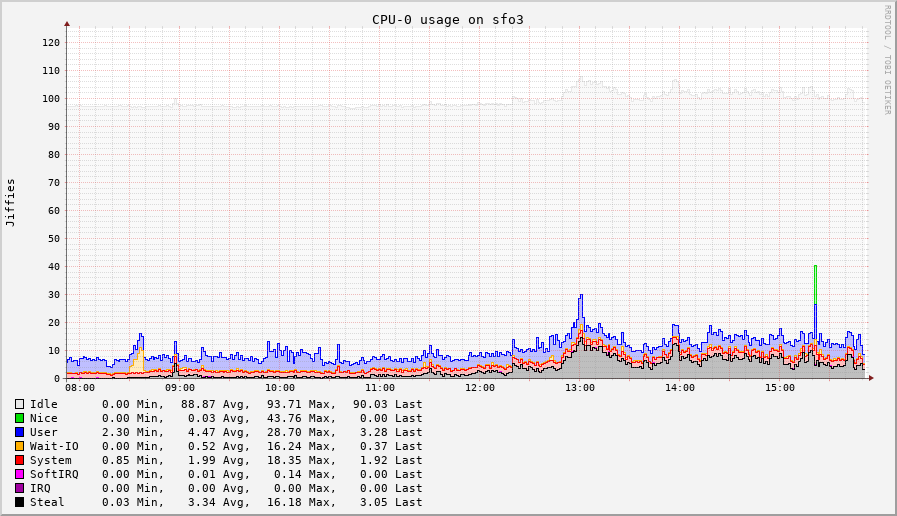 CPU-0 usage on sfo3
RRDTOOL / TOBI OETIKER
Jiffies
120
110
100
90
80
70
60
50
40
30
20
10
0
08:00 09:00 10:00 11:00 12:00 13:00 14:00 15:00
Idle 0.00 Min, 88.87 Avg, 93.71 Max, 90.03 Last
Nice 0.00 Min, 0.03 Avg, 43.76 Max, 0.00 Last
User 2.30 Min, 4.47 Avg, 28.70 Max, 3.28 Last
Wait-IO 0.00 Min, 0.52 Avg, 16.24 Max, 0.37 Last
System 0.85 Min, 1.99 Avg, 18.35 Max, 1.92 Last
SoftIRQ 0.00 Min, 0.01 Avg, 0.14 Max, 0.00 Last
IRQ 0.00 Min, 0.00 Avg, 0.00 Max, 0.00 Last
Steal 0.03 Min, 3.34 Avg, 16.18 Max, 3.05 Last